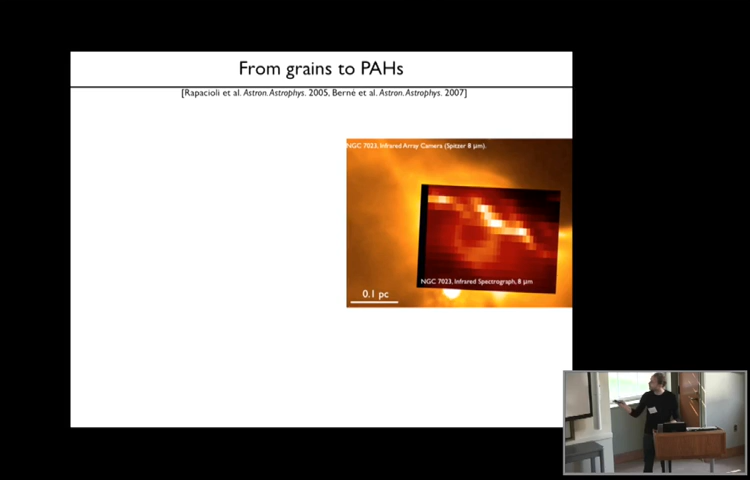 From grains to PAHs
[Rapacioli et al. Astron. Astrophys. 2005, Berné et al. Astron. Astrophys. 2007]
NGC 7023, Infrared Array Camera (Spitzer 8 μm).
NGC 7023, Infrared Spectrograph, 8 μm
0.1 pc